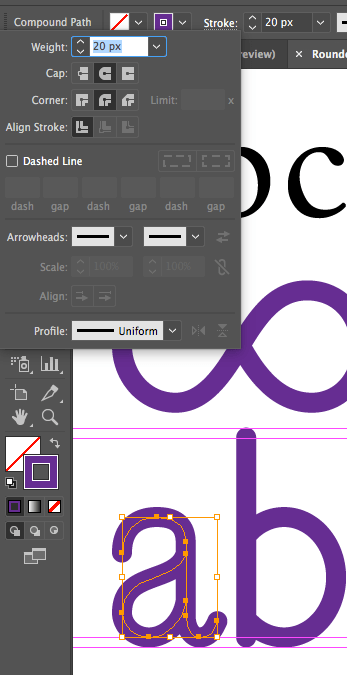 Compound Path Stroke: 20 px
Weight: 20 px
review) × Rounde
Cap:
Corner: Limit: x
Align Stroke:
Dashed Line
dash gap dash gap dash gap
bc
Arrowheads:
Scale: 100% 100%
Align:
Profile: Uniform
ab